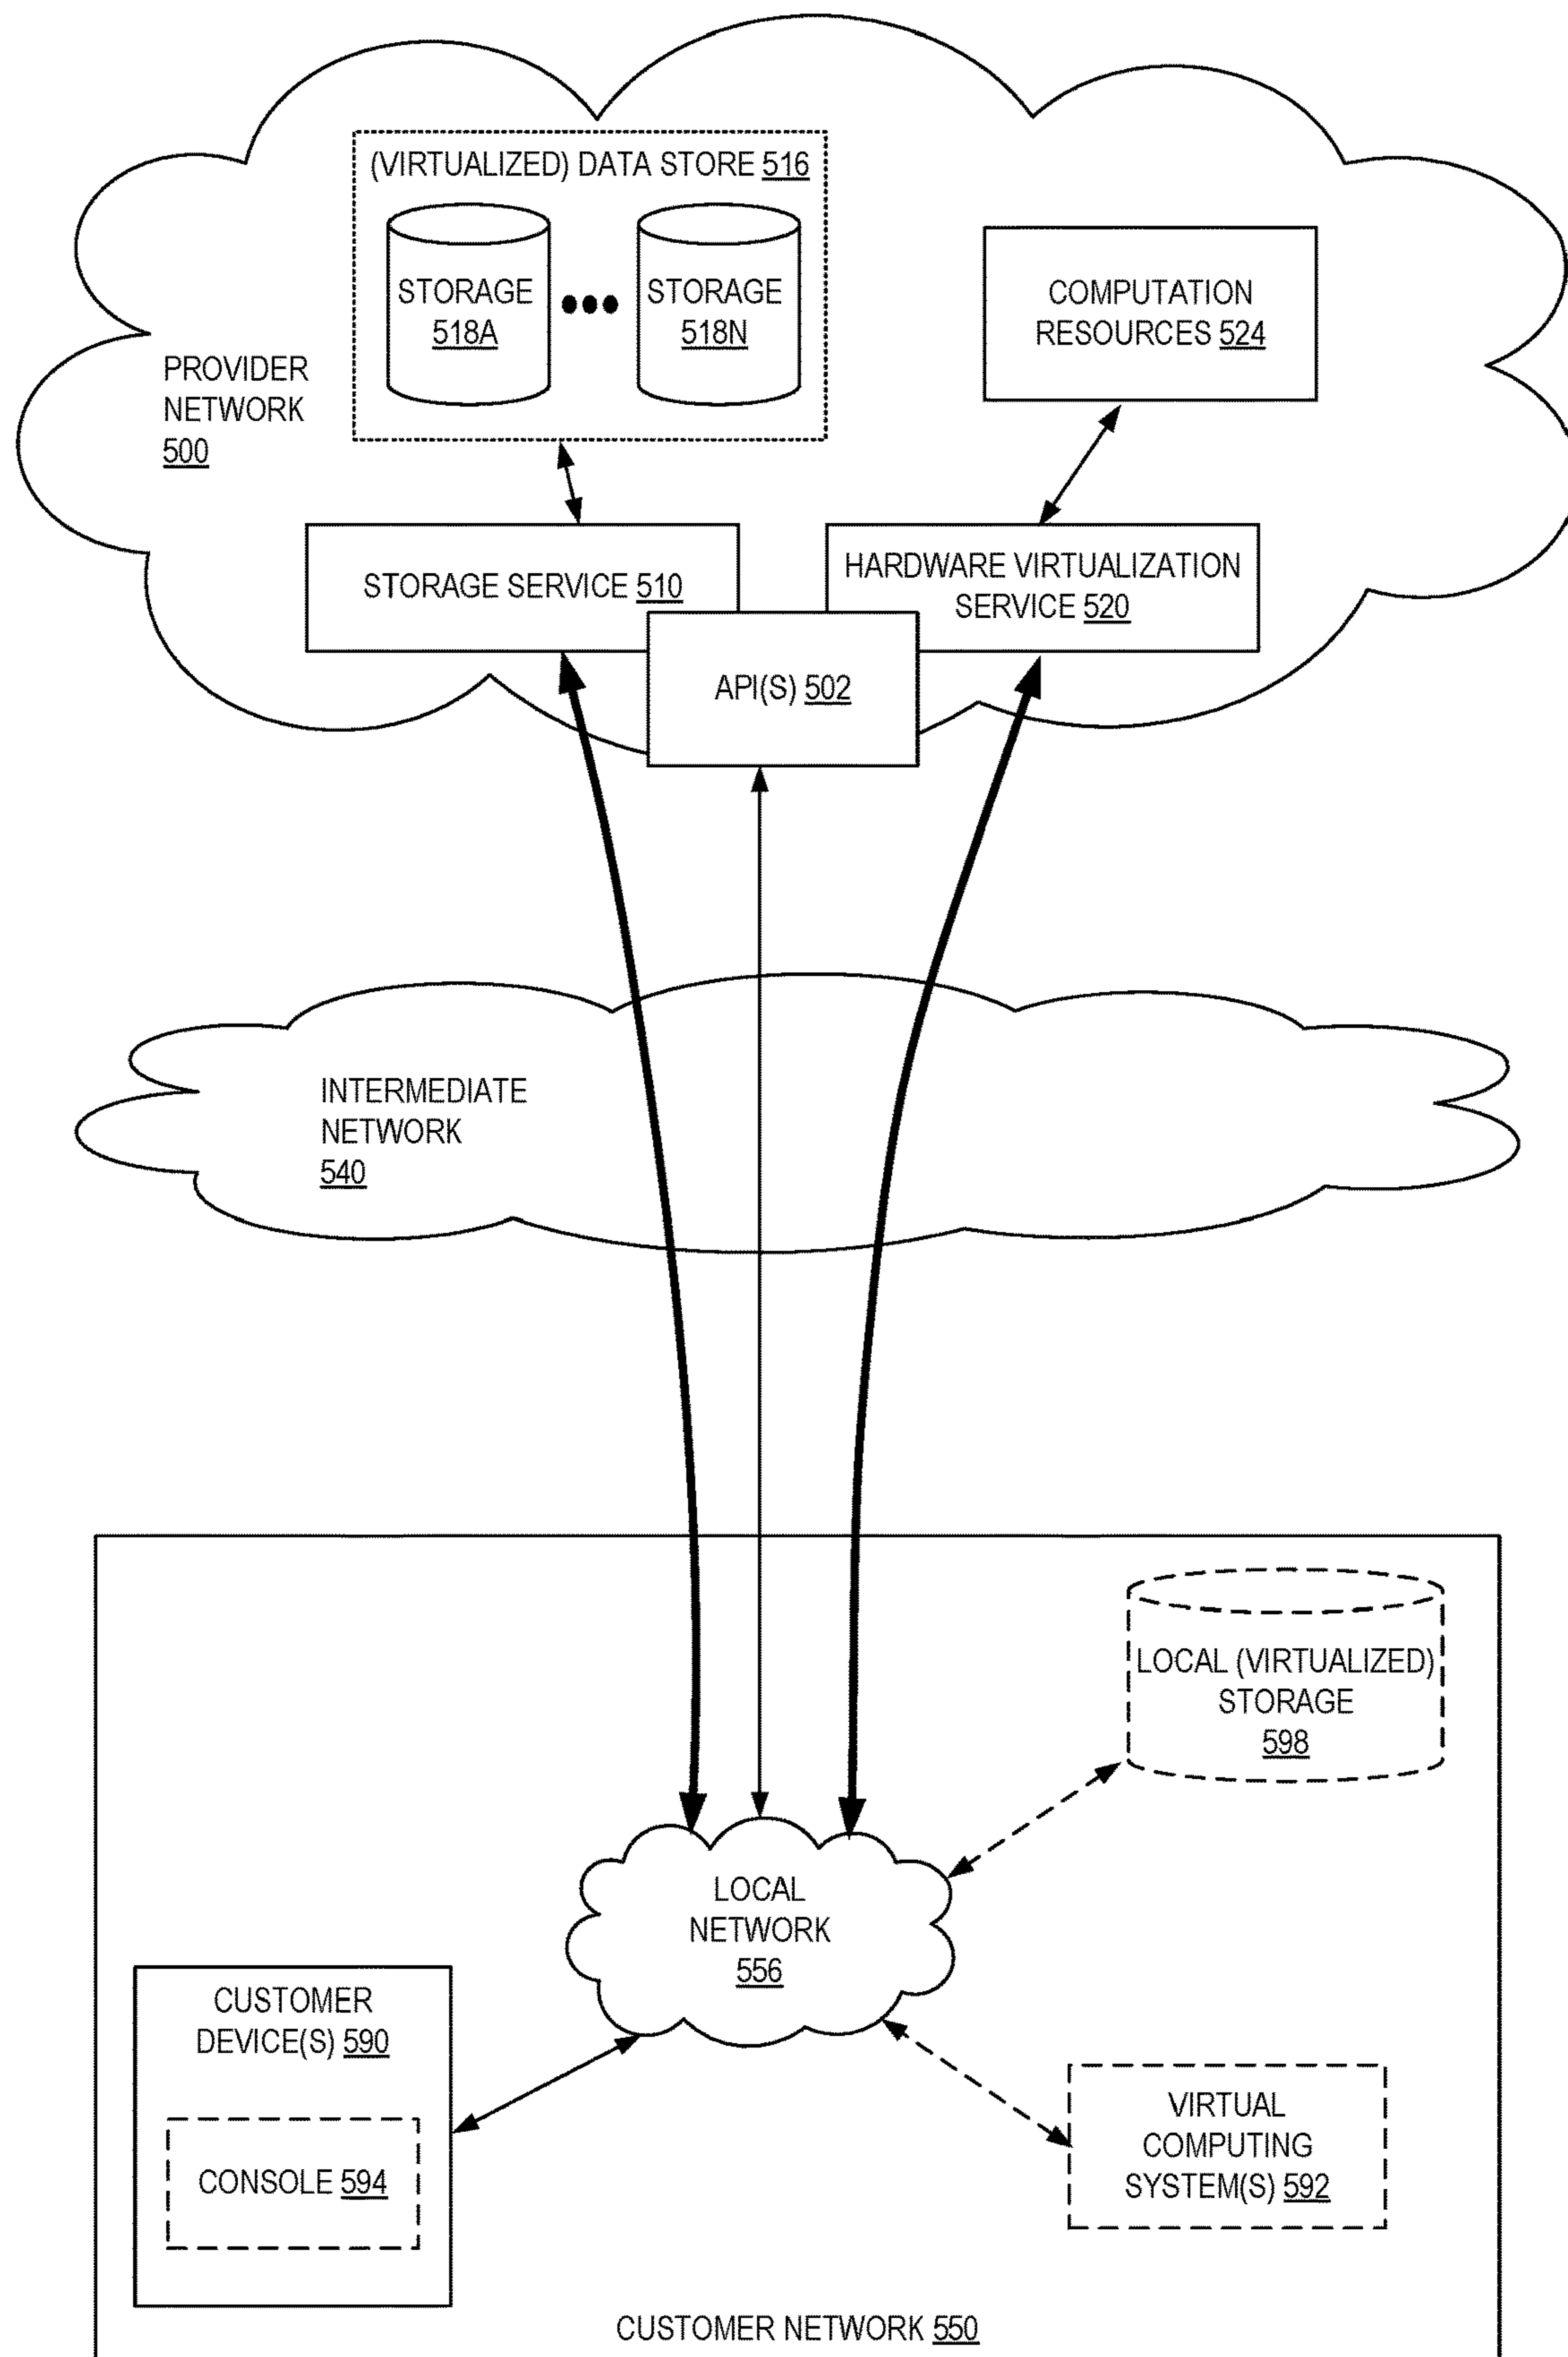 (VIRTUALIZED) DATA STORE 516
STORAGE
518A
STORAGE
518N
COMPUTATION
RESOURCES 524
PROVIDER
NETWORK
500
STORAGE SERVICE 510
HARDWARE VIRTUALIZATION
SERVICE 520
API(S) 502
INTERMEDIATE
NETWORK
540
LOCAL (VIRTUALIZED)
STORAGE
598
LOCAL
NETWORK
556
CUSTOMER
DEVICE(S) 590
CONSOLE 594
VIRTUAL
COMPUTING
SYSTEM(S) 592
CUSTOMER NETWORK 550